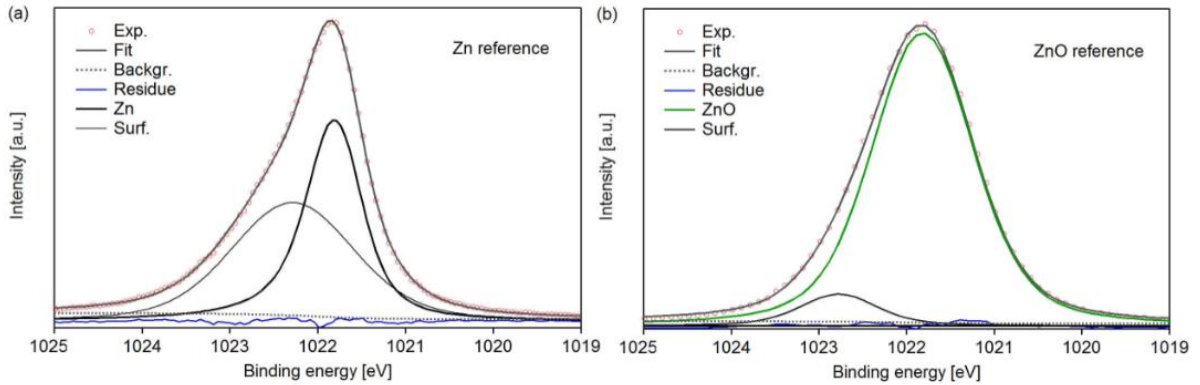 (a)
Exp.
Fit
Backgr.
Residue
Zn
Surf.
Zn reference
Intensity [a.u.]
1025 1024 1023 1022 1021 1020 1019
Binding energy [eV]
(b)
Exp.
Fit
Backgr.
Residue
ZnO
Surf.
ZnO reference
Intensity [a.u.]
1025 1024 1023 1022 1021 1020 1019
Binding energy [eV]